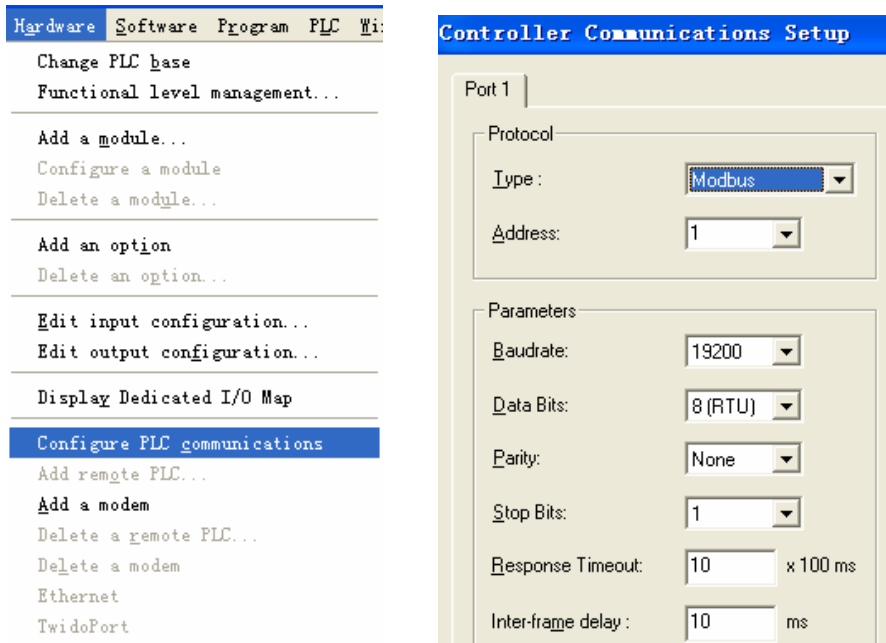 Hardware Software Program PLC Wi
Change PLC base
Functional level management...
Add a module...
Configure a module
Delete a module...
Add an option
Delete an option...
Edit input configuration...
Edit output configuration...
Display Dedicated I/O Map
Configure PLC communications
Add remote PLC...
Add a modem
Delete a remote PLC...
Delete a modem
Ethernet
TwidoPort
Controller Communications Setup
Port 1
Protocol
Type : Modbus
Address: 1
Parameters
Baudrate: 19200
Data Bits: 8 (RTU)
Parity: None
Stop Bits: 1
Response Timeout: 10 x 100 ms
Inter-frame delay : 10 ms